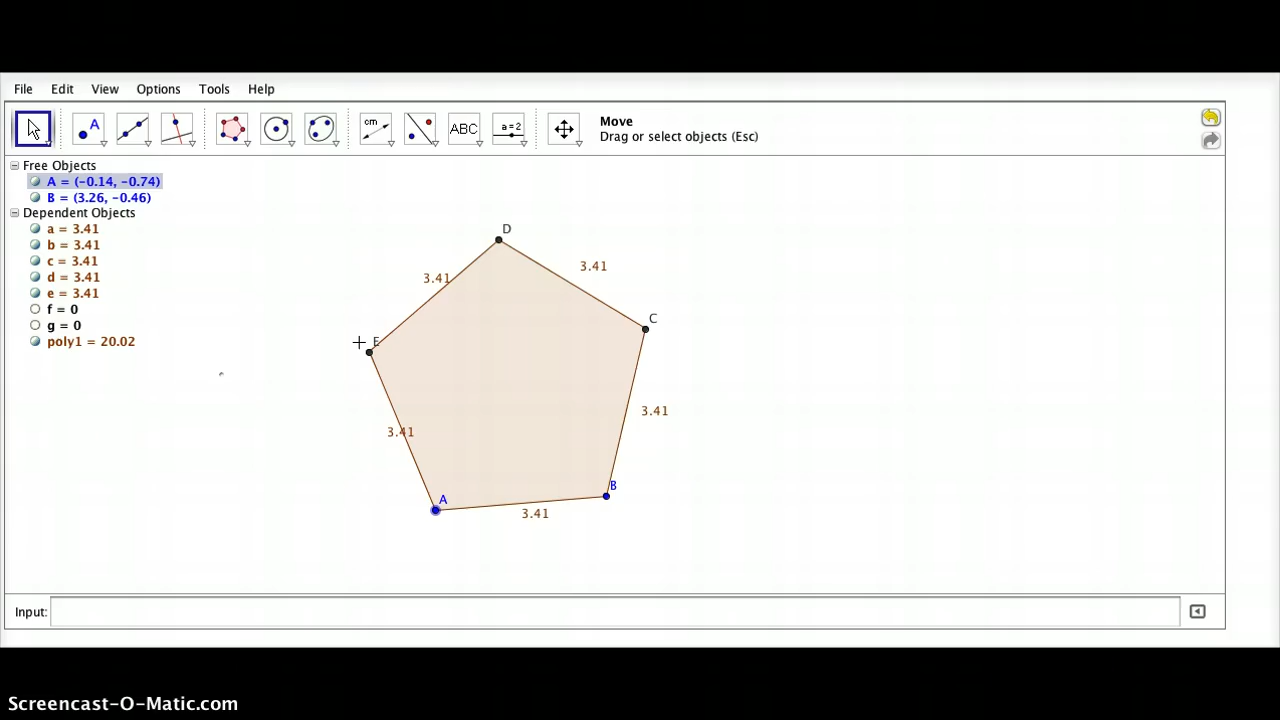 File Edit View Options Tools Help
A cm ABC a=2
Move
Drag or select objects (Esc)
Free Objects
A = (-0.14, -0.74)
B = (3.26, -0.46)
Dependent Objects
a = 3.41
b = 3.41
c = 3.41
d = 3.41
e = 3.41
f = 0
g = 0
poly1 = 20.02
D
3.41
3.41
C
E
3.41
3.41
B
A
3.41
Input:
Screencast-O-Matic.com